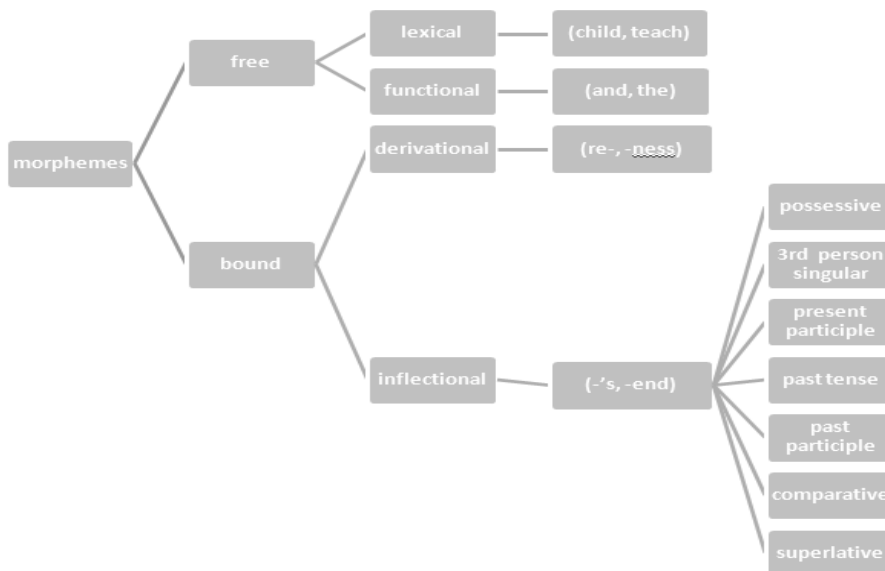 morphemes
free
lexical
(child, teach)
functional
(and, the)
bound
derivational
(re-, -ness)
inflectional
(-'s, -end)
possessive
3rd person
singular
present
participle
past tense
past
participle
comparative
superlative